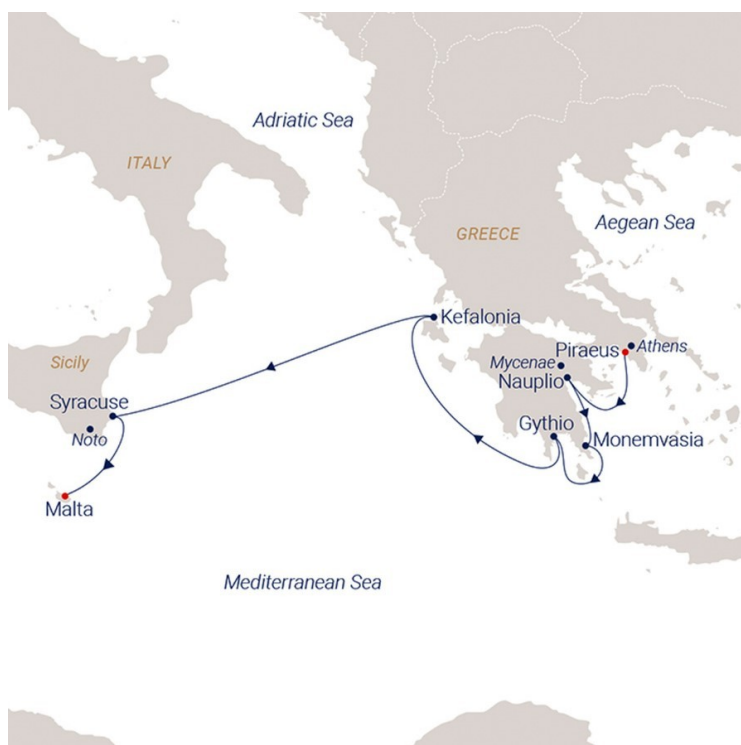 Adriatic Sea
ITALY
Aegean Sea
GREECE
Kefalonia
Piraeus
Athens
Sicily
Mycenae
Nauplio
Syracuse
Gythio
Noto
Monemvasia
Malta
Mediterranean Sea